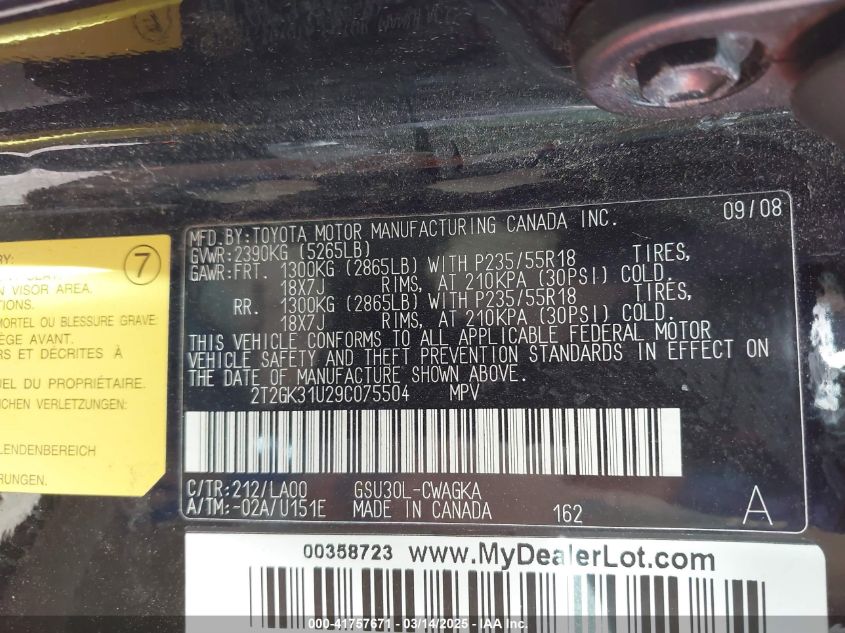 09/08
MFD.BY:TOYOTA MOTOR MANUFACTURING CANADA INC.
GVWR:2390KG (5265LB)
GAWR:FRT. 1300KG (2865LB) WITH P235/55R18 TIRES,
18X7J RIMS, AT 210KPA (30PSI) COLD.
RR. 1300KG (2865LB) WITH P235/55R18 TIRES,
18X7J RIMS, AT 210KPA (30PSI) COLD.
THIS VEHICLE CONFORMS TO ALL APPLICABLE FEDERAL MOTOR
VEHICLE SAFETY AND THEFT PREVENTION STANDARDS IN EFFECT ON
THE DATE OF MANUFACTURE SHOWN ABOVE.
2T2GK31U29C075504 MPV
C/TR:212/LA00 GSU30L-CWAGKA
A/TM:-02A/U151E MADE IN CANADA 162 A
7
RY:
N VISOR AREA.
TIONS.
MORTEL OU BLESSURE GRAVE:
ÈGE AVANT.
RS ET DÉCRITES À
UEL DU PROPRIÉTAIRE.
ICHEN VERLETZUNGEN:
LENDENBEREICH
RUNGEN.
00358723 www.MyDealerLot.com
000-41757671 - 03/14/2025 - IAA Inc.